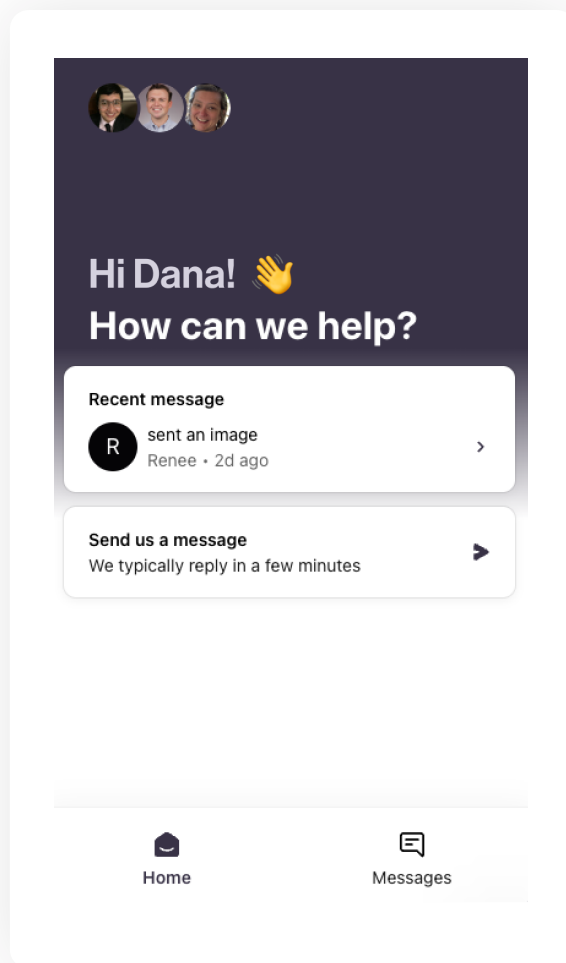 Hi Dana! 👋
How can we help?
Recent message
R
sent an image
Renee • 2d ago
Send us a message
We typically reply in a few minutes
Home
Messages